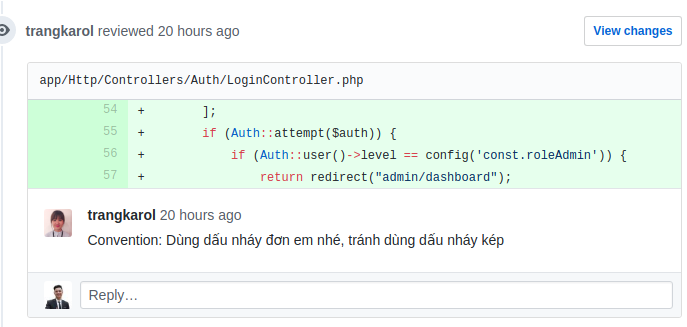 trangkarol reviewed 20 hours ago
View changes
app/Http/Controllers/Auth/LoginController.php
54 + ];
55 + if (Auth::attempt($auth)) {
56 + if (Auth::user()->level == config('const.roleAdmin')) {
57 + return redirect("admin/dashboard");
trangkarol 20 hours ago
Convention: Dùng dấu nháy đơn em nhé, tránh dùng dấu nháy kép
Reply…